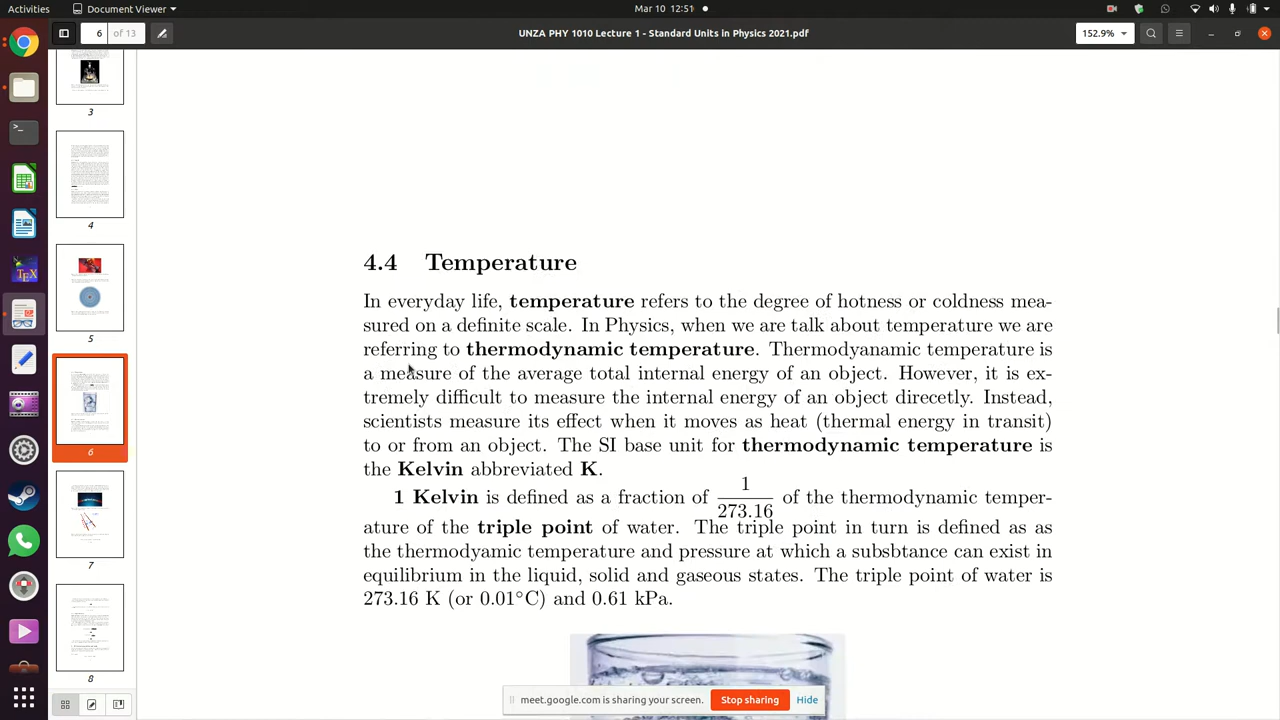 Activities
Document Viewer
Mar 10 12:51
6
of 13
UNZA PHY 1010 Lecture 1 - Standard Units in Physics 2021.pdf
152.9%
3
4
5
6
7
8
4.4 Temperature
In everyday life, temperature refers to the degree of hotness or coldness mea-
sured on a definite scale. In Physics, when we are talk about temperature we are
referring to thermodynamic temperature. Thermodyanamic temperature is
a measure of the average total internal energy of an object. However, it is ex-
tremely difficult to measure the internal energy of an object direcetly. Instead,
scientists measure its effect when it moves as heat (thermal energy in transit)
to or from an object. The SI base unit for thermodynamic temperature is
the Kelvin abbreviated K.
1 Kelvin is defined as a fraction of 1/273.16 of the thermodynamic temper-
ature of the triple point of water. The triple point in turn is defined as as
the thermodyamic temperature and pressure at which a subsbtance can exist in
equilibrium in the liquid, solid and gaseous states. The triple point of water is
273.16 K (or 0.01°C) and 0.61 kPa.
meet.google.com is sharing your screen.
Stop sharing
Hide